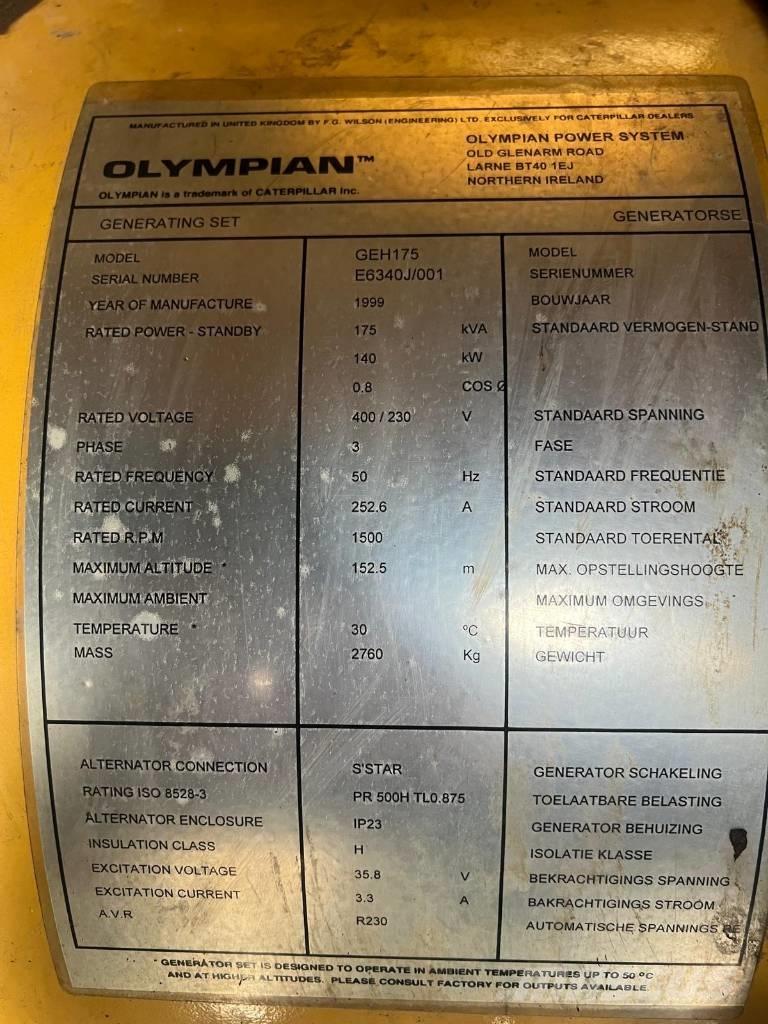 MANUFACTURED IN UNITED KINGDOM BY F.G. WILSON (ENGINEERING) LTD. EXCLUSIVELY FOR CATERPILLAR DEALERS
OLYMPIAN™
OLYMPIAN is a trademark of CATERPILLAR Inc.
OLYMPIAN POWER SYSTEM
OLD GLENARM ROAD
LARNE BT40 1EJ
NORTHERN IRELAND
GENERATING SET GENERATORSE
MODEL GEH175 MODEL
SERIAL NUMBER E6340J/001 SERIENUMMER
YEAR OF MANUFACTURE 1999 BOUWJAAR
RATED POWER - STANDBY 175 kVA STANDAARD VERMOGEN-STAND
140 kW
0.8 COS Ø
RATED VOLTAGE 400 / 230 V STANDAARD SPANNING
PHASE 3 FASE
RATED FREQUENCY 50 Hz STANDAARD FREQUENTIE
RATED CURRENT 252.6 A STANDAARD STROOM
RATED R.P.M 1500 STANDAARD TOERENTAL
MAXIMUM ALTITUDE * 152.5 m MAX. OPSTELLINGSHOOGTE
MAXIMUM AMBIENT MAXIMUM OMGEVINGS
TEMPERATURE * 30 °C TEMPERATUUR
MASS 2760 Kg GEWICHT
ALTERNATOR CONNECTION S'STAR GENERATOR SCHAKELING
RATING ISO 8528-3 PR 500H TL0.875 TOELAATBARE BELASTING
ALTERNATOR ENCLOSURE IP23 GENERATOR BEHUIZING
INSULATION CLASS H ISOLATIE KLASSE
EXCITATION VOLTAGE 35.8 V BEKRACHTIGINGS SPANNING
EXCITATION CURRENT 3.3 A BAKRACHTIGINGS STROOM
A.V.R R230 AUTOMATISCHE SPANNINGS RE
* GENERATOR SET IS DESIGNED TO OPERATE IN AMBIENT TEMPERATURES UP TO 50 °C
AND AT HIGHER ALTITUDES. PLEASE CONSULT FACTORY FOR OUTPUTS AVAILABLE.